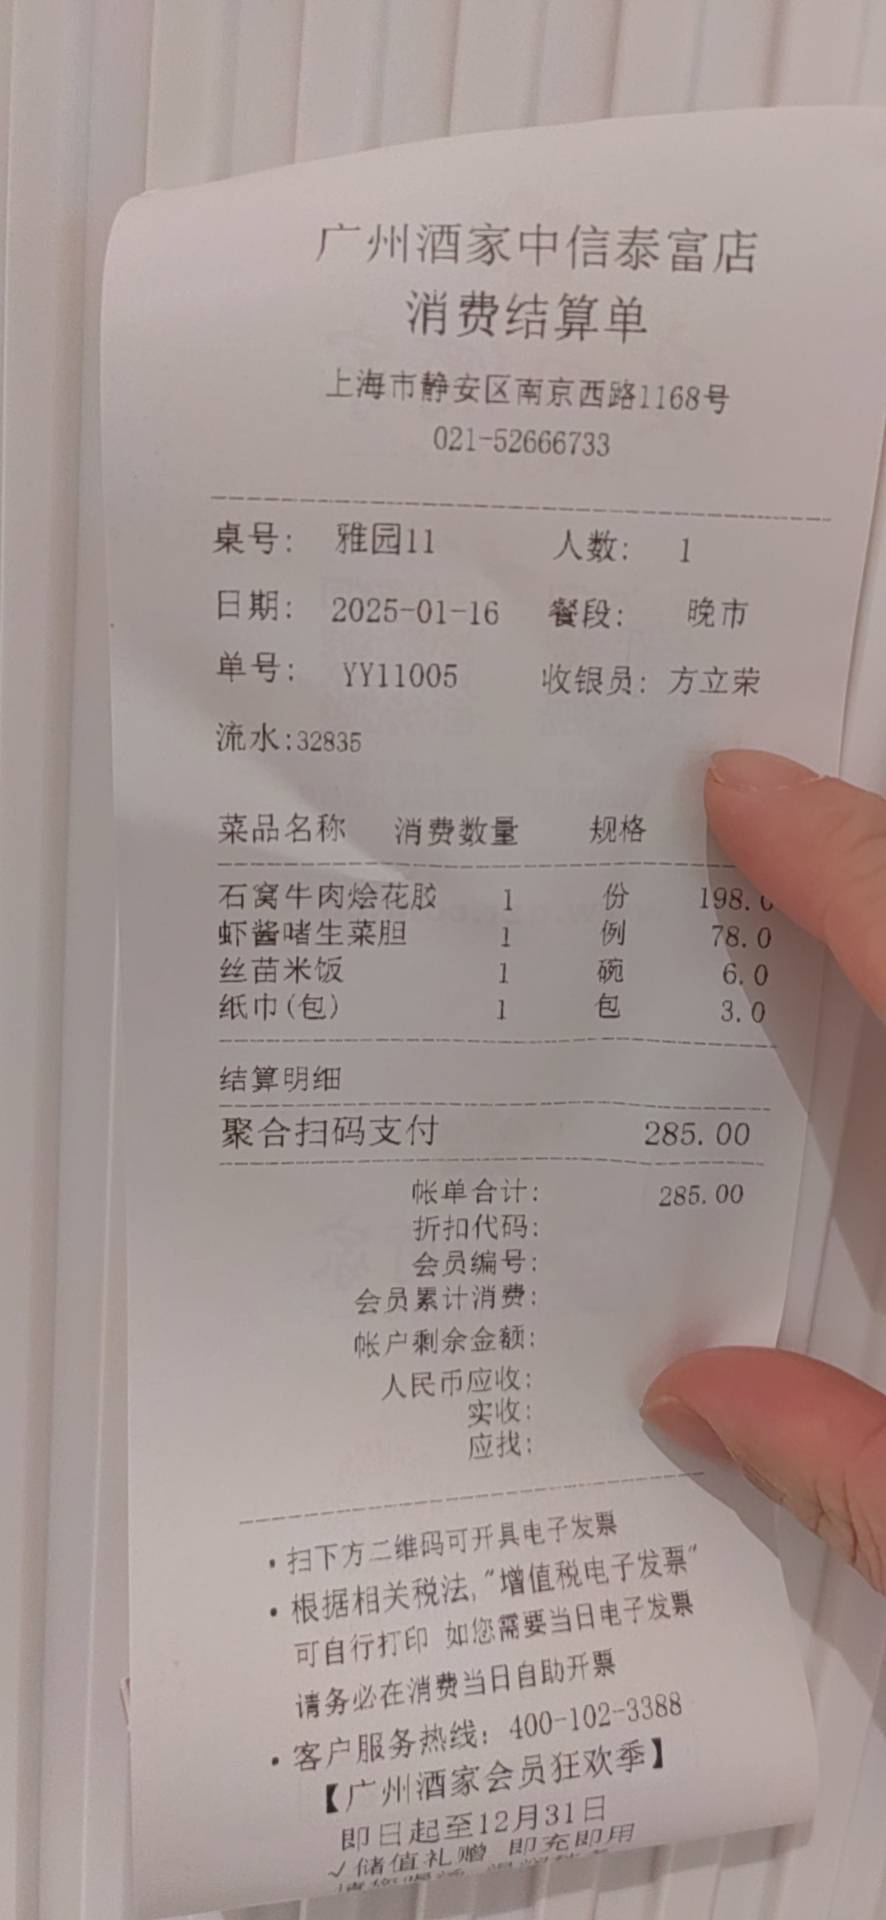 广州酒家中信泰富店
消费结算单
上海市静安区南京西路1168号
021-52666733
桌号: 雅园11 人数: 1
日期: 2025-01-16 餐段: 晚市
单号: YY11005 收银员: 方立荣
流水:32835
菜品名称 消费数量 规格
石窝牛肉烩花胶 1 份 198.0
虾酱啫生菜胆 1 例 78.0
丝苗米饭 1 碗 6.0
纸巾(包) 1 包 3.0
结算明细
聚合扫码支付 285.00
帐单合计: 285.00
折扣代码:
会员编号:
会员累计消费:
帐户剩余金额:
人民币应收:
实收:
应找:
·扫下方二维码可开具电子发票
·根据相关税法,"增值税电子发票"
可自行打印 如您需要当日电子发票
请务必在消费当日自助开票
·客户服务热线: 400-102-3388
【广州酒家会员狂欢季】
即日起至12月31日
✓储值礼赠 即充即用